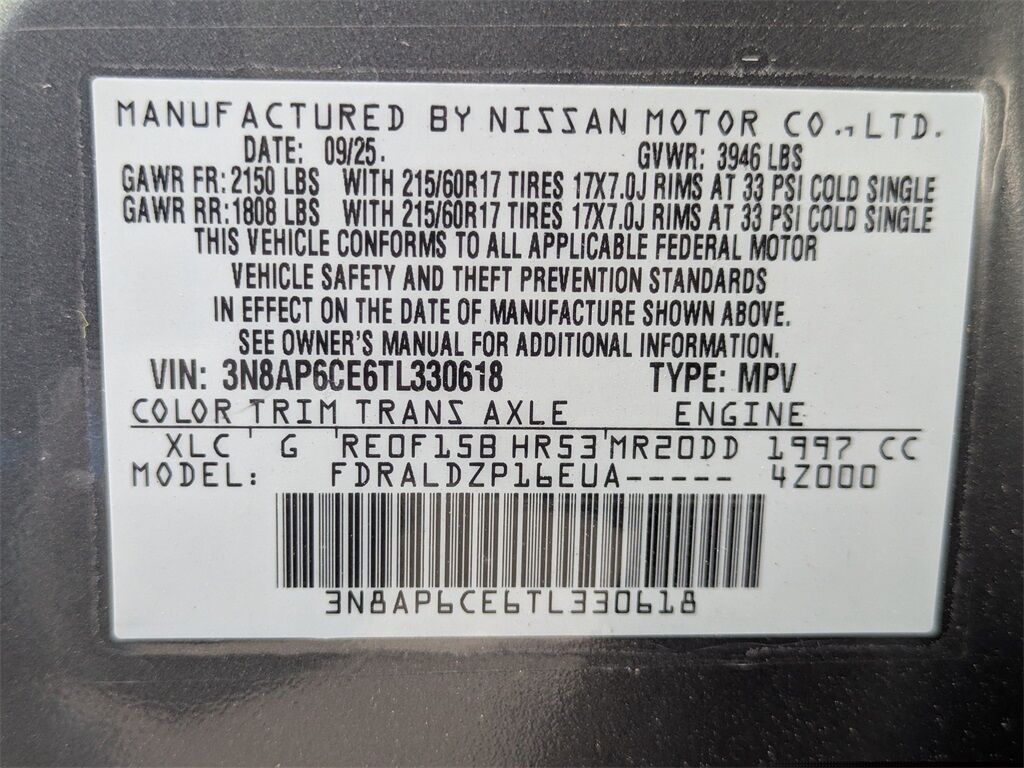 MANUFACTURED BY NISSAN MOTOR CO., LTD.
DATE: 09/25. GVWR: 3946 LBS
GAWR FR: 2150 LBS WITH 215/60R17 TIRES 17X7.0J RIMS AT 33 PSI COLD SINGLE
GAWR RR: 1808 LBS WITH 215/60R17 TIRES 17X7.0J RIMS AT 33 PSI COLD SINGLE
THIS VEHICLE CONFORMS TO ALL APPLICABLE FEDERAL MOTOR
VEHICLE SAFETY AND THEFT PREVENTION STANDARDS
IN EFFECT ON THE DATE OF MANUFACTURE SHOWN ABOVE.
SEE OWNER'S MANUAL FOR ADDITIONAL INFORMATION.
VIN: 3N8AP6CE6TL330618 TYPE: MPV
COLOR TRIM TRANS AXLE ENGINE
XLC G RE0F15B HR53 MR20DD 1997 CC
MODEL: FDRALDZP16EUA----- 4Z000
3N8AP6CE6TL330618